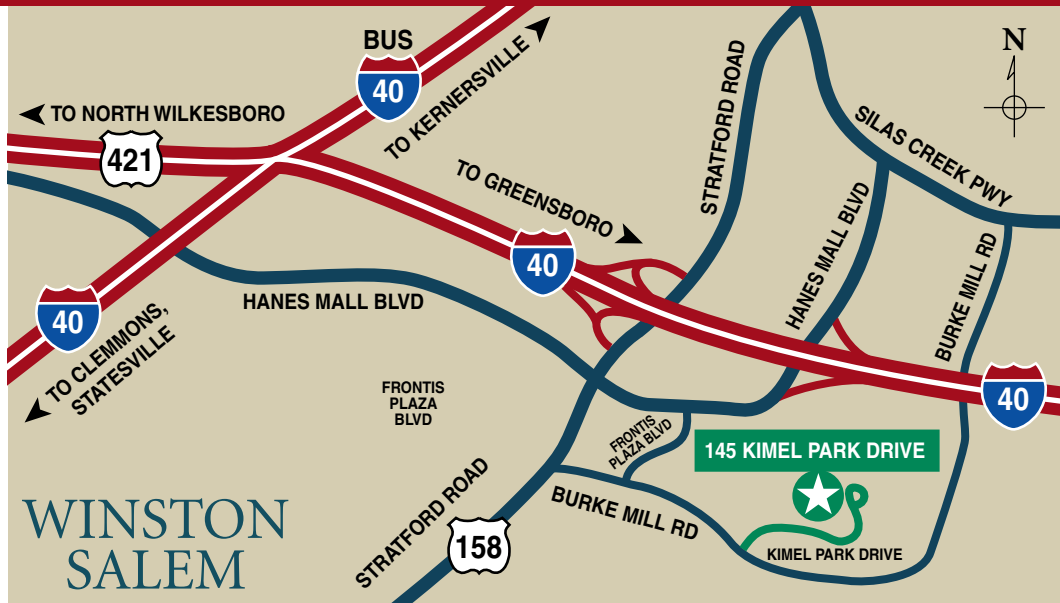 BUS
40
N
TO NORTH WILKESBORO
421
TO KERNERSVILLE
STRATFORD ROAD
SILAS CREEK PWY
TO GREENSBORO
40
HANES MALL BLVD
HANES MALL BLVD
BURKE MILL RD
40
TO CLEMMONS,
STATESVILLE
FRONTIS
PLAZA
BLVD
40
FRONTIS
PLAZA BLVD
145 KIMEL PARK DRIVE
STRATFORD ROAD
BURKE MILL RD
158
KIMEL PARK DRIVE
WINSTON
SALEM